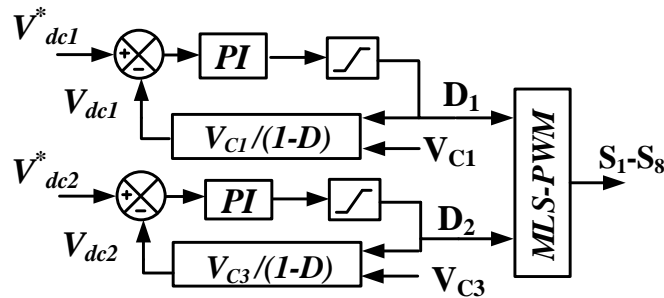 V*dc1
+
−
PI
D1
Vdc1
VC1/(1-D)
VC1
MLS-PWM
S1-S8
V*dc2
+
−
PI
D2
Vdc2
VC3/(1-D)
VC3